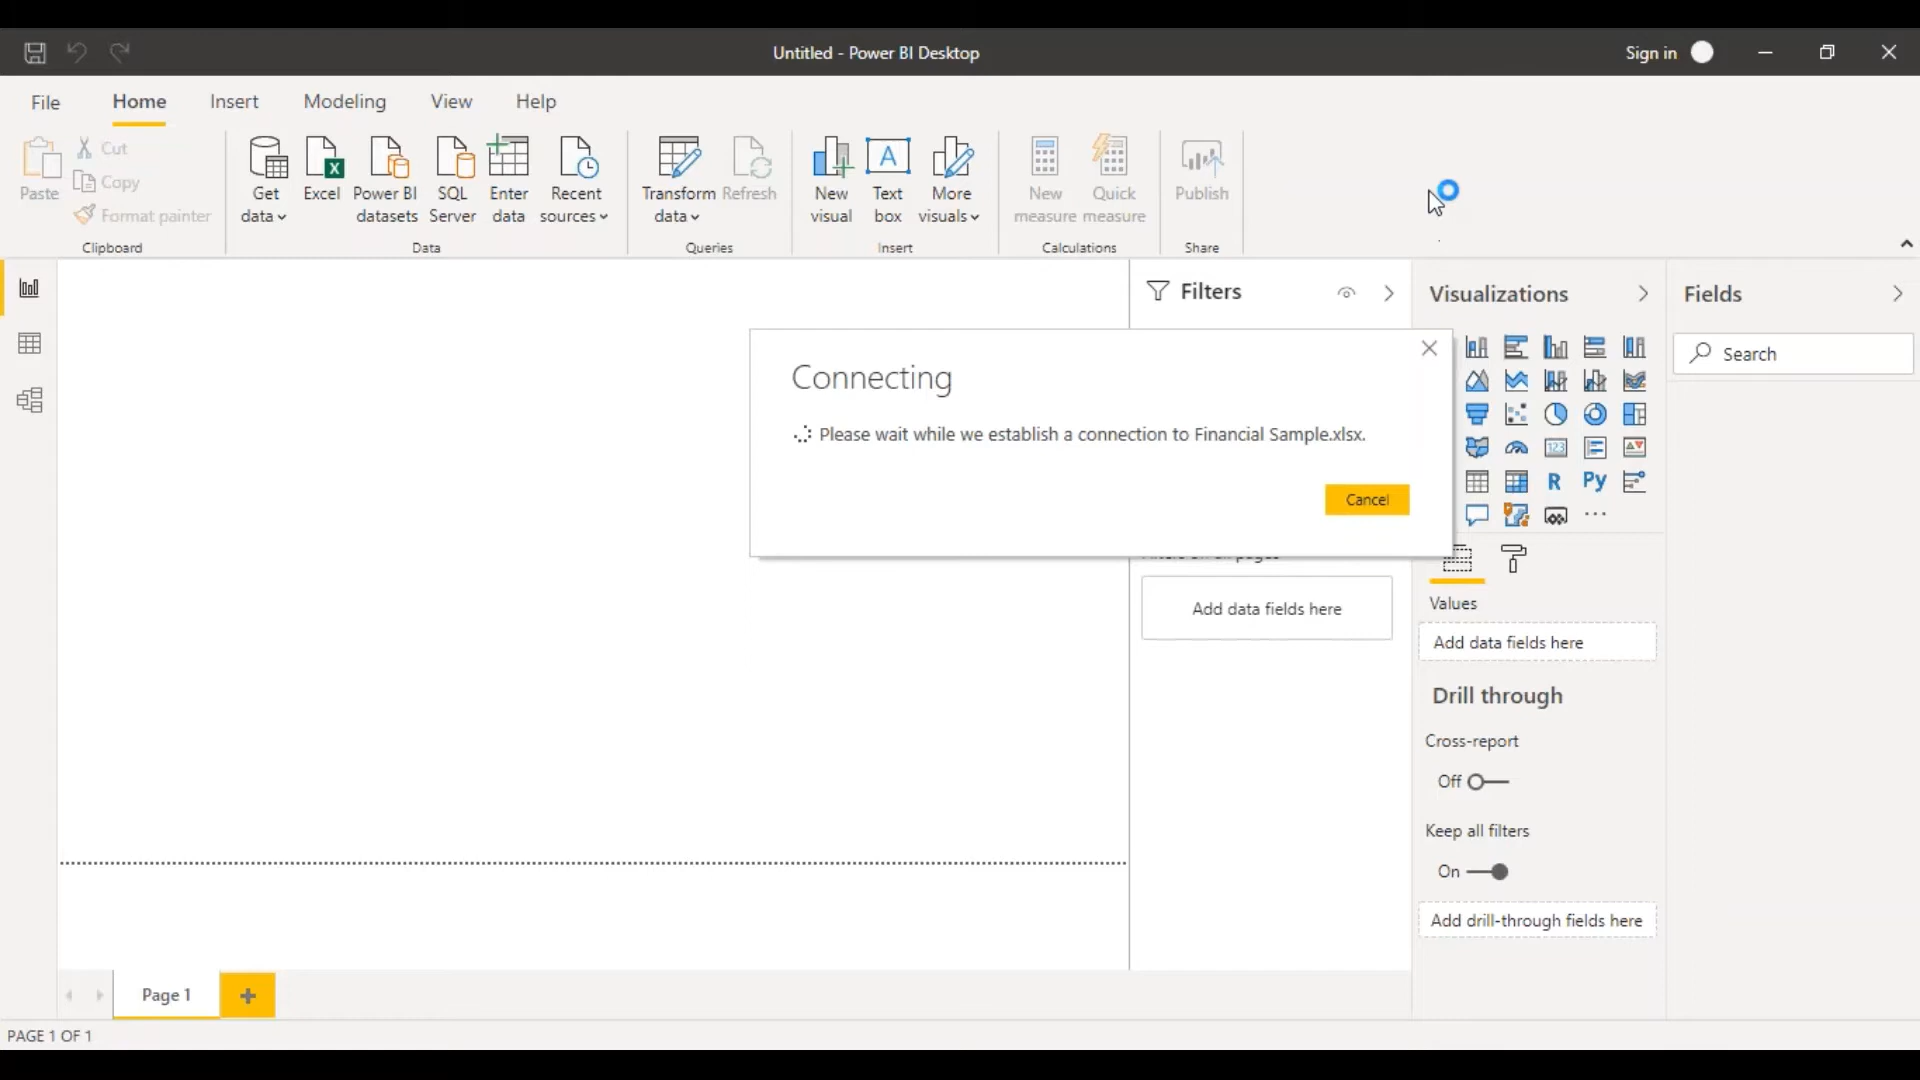 Untitled - Power BI Desktop
Sign in
File
Home
Insert
Modeling
View
Help
Paste
Cut
Copy
Format painter
Clipboard
Get
data
Excel
Power BI
datasets
SQL
Server
Enter
data
Recent
sources
Data
Transform
data
Refresh
Queries
New
visual
A
Text
box
More
visuals
Insert
New
measure
Quick
measure
Calculations
Publish
Share
Filters
Visualizations
Fields
Search
Connecting
Please wait while we establish a connection to Financial Sample.xlsx.
Cancel
123
R
Py
Add data fields here
Values
Add data fields here
Drill through
Cross-report
Off
Keep all filters
On
Add drill-through fields here
Page 1
PAGE 1 OF 1